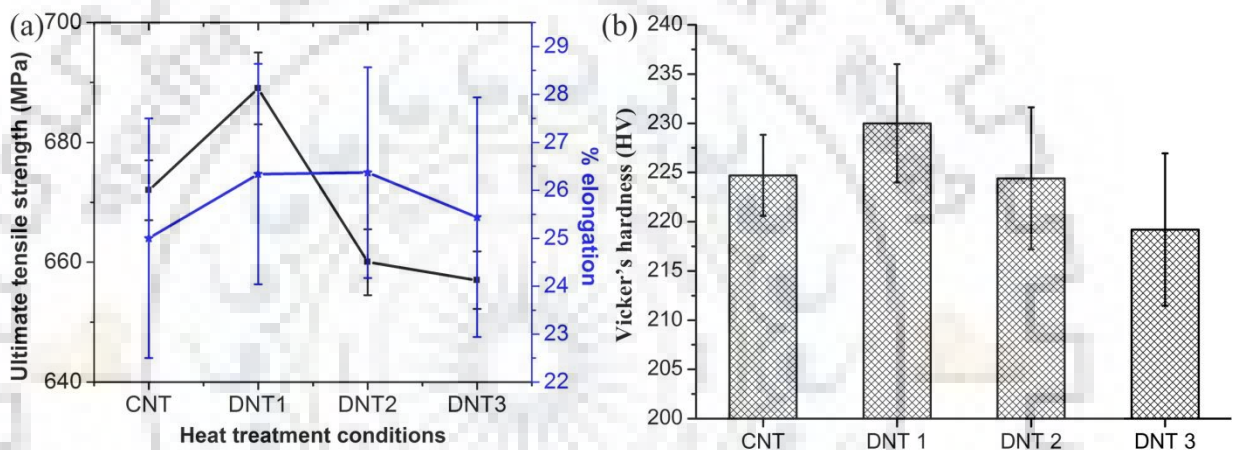 (a)
Ultimate tensile strength (MPa)
700
680
660
640
29
28
27
26
25
24
23
22
% elongation
CNT DNT1 DNT2 DNT3
Heat treatment conditions
(b)
Vicker's hardness (HV)
240
235
230
225
220
215
210
205
200
CNT DNT 1 DNT 2 DNT 3